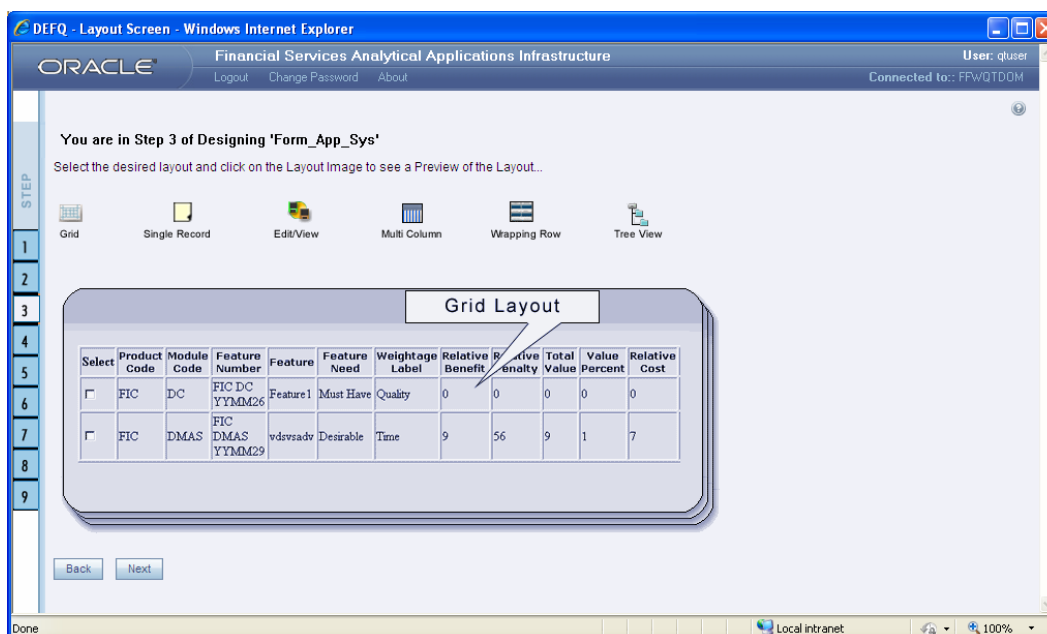 DEFQ - Layout Screen - Windows Internet Explorer
ORACLE
Financial Services Analytical Applications Infrastructure
User: qtuser
Logout Change Password About
Connected to:: FFWQTDOM
You are in Step 3 of Designing 'Form_App_Sys'
Select the desired layout and click on the Layout Image to see a Preview of the Layout...
STEP
Grid Single Record Edit/View Multi Column Wrapping Row Tree View
1
2
3
4
5
6
7
8
9
Grid Layout
Select Product Code Module Code Feature Number Feature Feature Need Weightage Label Relative Benefit Total Value Value Percent Relative Cost
FIC DC FIC DC YYMM26 Feature1 Must Have Quality 0 0 0 0 0
FIC DMAS FIC DMAS YYMM29 vdsvsadv Desirable Time 9 56 9 1 7
Back Next
Done
Local intranet
100%